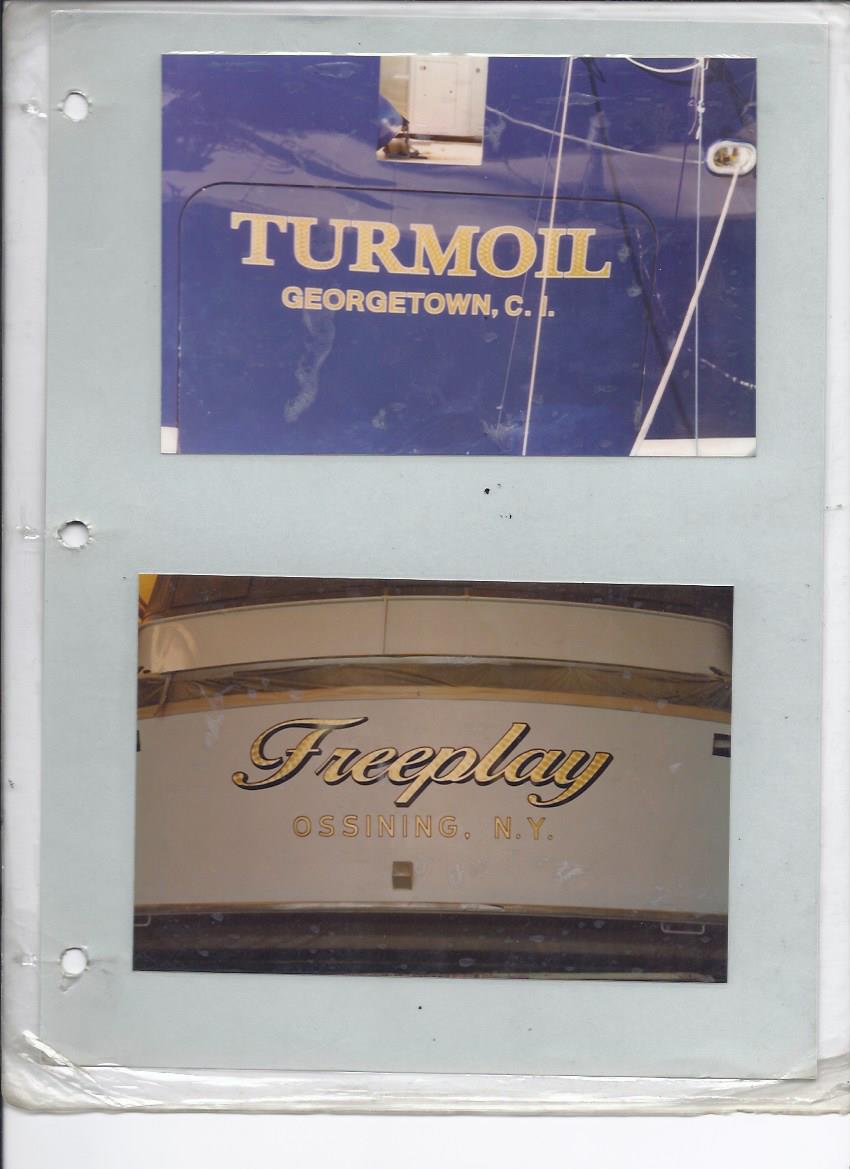 TURMOIL
GEORGETOWN, C. I.
Freeplay
OSSINING, N.Y.